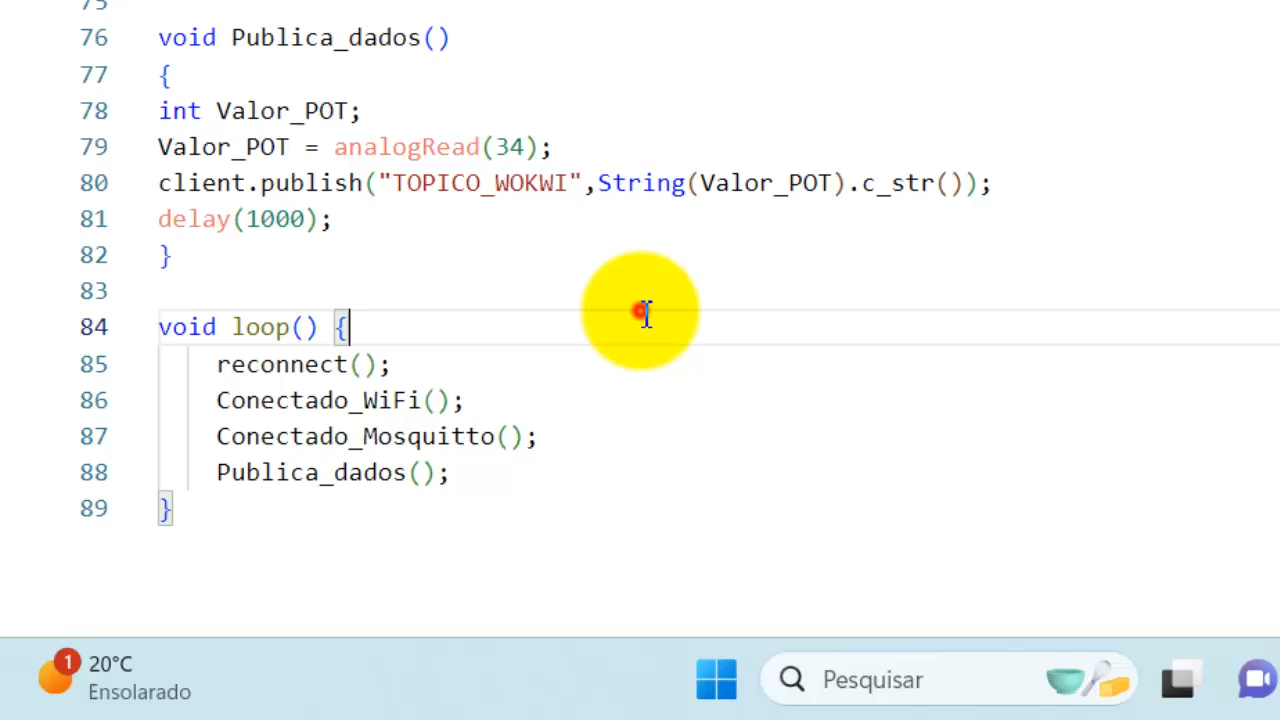 75
76 void Publica_dados()
77 {
78 int Valor_POT;
79 Valor_POT = analogRead(34);
80 client.publish("TOPICO_WOKWI",String(Valor_POT).c_str());
81 delay(1000);
82 }
83
84 void loop() {
85 reconnect();
86 Conectado_WiFi();
87 Conectado_Mosquitto();
88 Publica_dados();
89 }
1 20°C
Ensolarado
Pesquisar